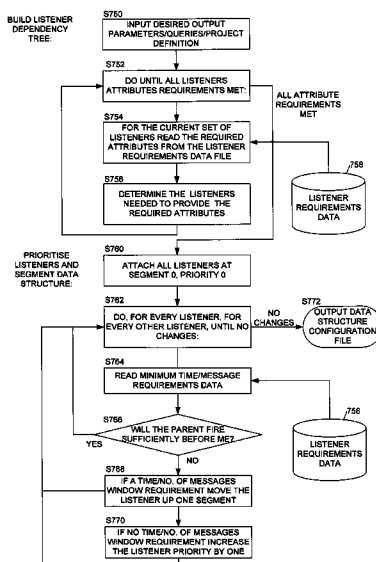 BUILD LISTENER
DEPENDENCY
TREE:
S750
INPUT DESIRED OUTPUT
PARAMETERS/QUERIES/PROJECT
DEFINITION
S752
DO UNTIL ALL LISTENERS
ATTRIBUTES REQUIREMENTS MET:
ALL ATTRIBUTE
REQUIREMENTS
MET
S754
FOR THE CURRENT SET OF
LISTENERS READ THE REQUIRED
ATTRIBUTES FROM THE LISTENER
REQUIREMENTS DATA FILE
758
LISTENER
REQUIREMENTS
DATA
S756
DETERMINE THE LISTENERS
NEEDED TO PROVIDE THE
REQUIRED ATTRIBUTES
PRIORITISE
LISTENERS AND
SEGMENT DATA
STRUCTURE:
S760
ATTACH ALL LISTENERS AT
SEGMENT 0, PRIORITY 0
S762
DO, FOR EVERY LISTENER, FOR
EVERY OTHER LISTENER, UNTIL NO
CHANGES:
NO
CHANGES
S772
OUTPUT DATA
STRUCTURE
CONFIGURATION
FILE
S764
READ MINIMUM TIME/MESSAGE
REQUIREMENTS DATA
S766
WILL THE PARENT FIRE
SUFFICIENTLY BEFORE ME?
YES
NO
758
LISTENER
REQUIREMENTS
DATA
S768
IF A TIME/NO. OF MESSAGES
WINDOW REQUIREMENT MOVE THE
LISTENER UP ONE SEGMENT
S770
IF NO TIME/NO. OF MESSAGES
WINDOW REQUIREMENT INCREASE
THE LISTENER PRIORITY BY ONE